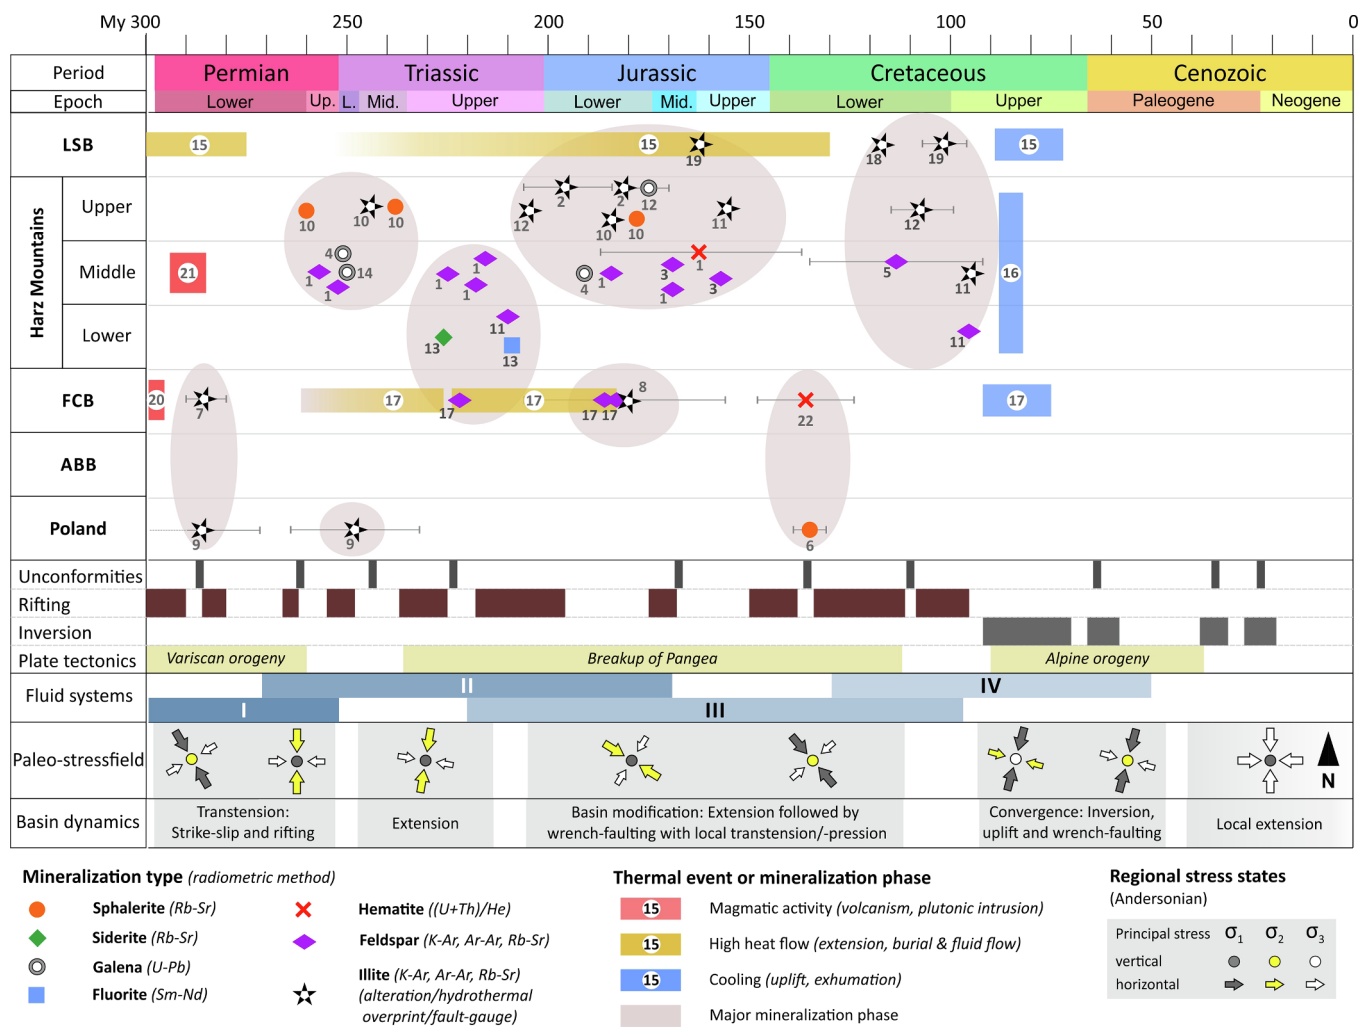 My 300 250 200 150 100 50 0
Period Permian Triassic Jurassic Cretaceous Cenozoic
Epoch Lower Up. L. Mid. Upper Lower Mid. Upper Lower Upper Paleogene Neogene
LSB 15 15 19 18 19 15
Harz Mountains
Upper 10 10 10 12 2 10 2 10 12 11 12
Middle 21 1 1 4 14 1 1 1 4 1 3 1 1 3 5 11 16
Lower 13 11 13 11
FCB 20 7 17 17 17 17 17 8 22 17
ABB
Poland 9 9 6
Unconformities
Rifting
Inversion
Plate tectonics Variscan orogeny Breakup of Pangea Alpine orogeny
Fluid systems I II III IV
Paleo-stressfield N
Basin dynamics
Transtension:
Strike-slip and rifting
Extension
Basin modification: Extension followed by
wrench-faulting with local transtension/-pression
Convergence: Inversion,
uplift and wrench-faulting
Local extension
Mineralization type (radiometric method)
Sphalerite (Rb-Sr)
Siderite (Rb-Sr)
Galena (U-Pb)
Fluorite (Sm-Nd)
Hematite ((U+Th)/He)
Feldspar (K-Ar, Ar-Ar, Rb-Sr)
Illite (K-Ar, Ar-Ar, Rb-Sr)
(alteration/hydrothermal
overprint/fault-gauge)
Thermal event or mineralization phase
15 Magmatic activity (volcanism, plutonic intrusion)
15 High heat flow (extension, burial & fluid flow)
15 Cooling (uplift, exhumation)
Major mineralization phase
Regional stress states
(Andersonian)
Principal stress σ1 σ2 σ3
vertical
horizontal